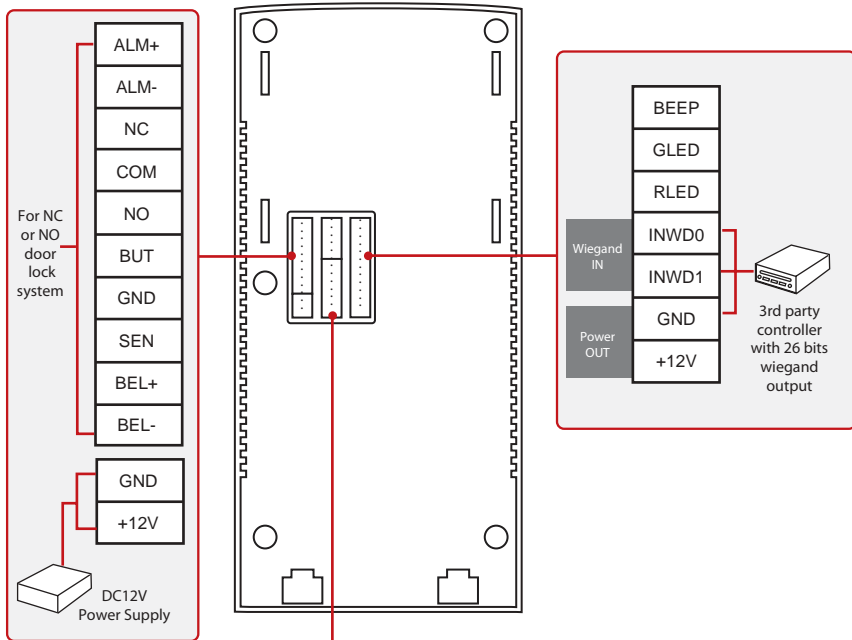 ALM+
ALM-
NC
COM
NO
BUT
GND
SEN
BEL+
BEL-
For NC
or NO
door
lock
system
GND
+12V
DC12V
Power Supply
BEEP
GLED
RLED
INWD0
INWD1
GND
+12V
Wiegand
IN
Power
OUT
3rd party
controller
with 26 bits
wiegand
output